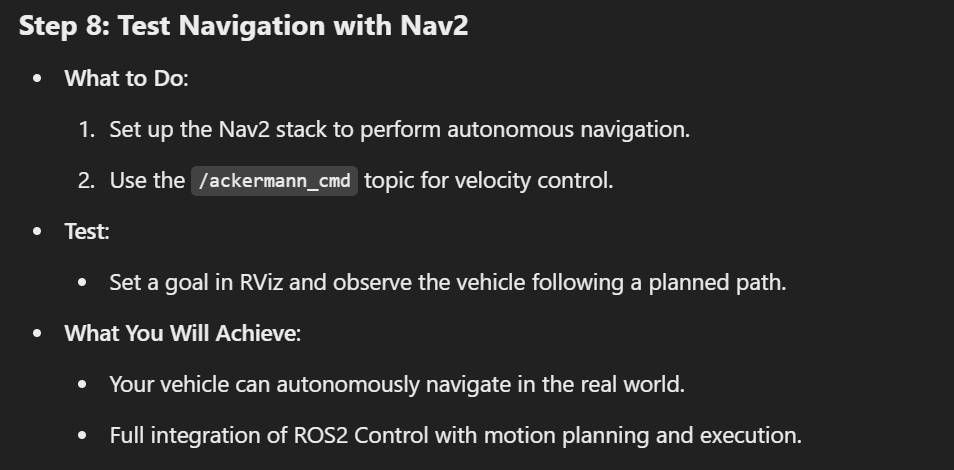 Step 8: Test Navigation with Nav2
• What to Do:
1. Set up the Nav2 stack to perform autonomous navigation.
2. Use the /ackermann_cmd topic for velocity control.
• Test:
• Set a goal in RViz and observe the vehicle following a planned path.
• What You Will Achieve:
• Your vehicle can autonomously navigate in the real world.
• Full integration of ROS2 Control with motion planning and execution.